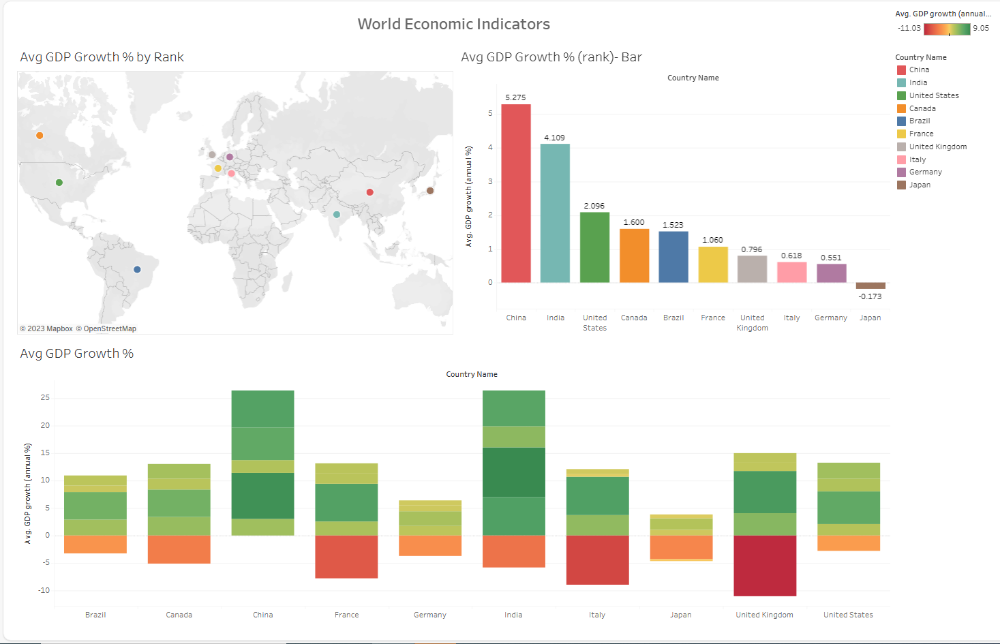 World Economic Indicators
Avg. GDP growth (annual...
-11.03 9.05
Avg GDP Growth % by Rank
© 2023 Mapbox © OpenStreetMap
Avg GDP Growth % (rank)- Bar
Country Name
Avg. GDP growth (annual %)
5
4
3
2
1
0
5.275
4.109
2.096
1.600
1.523
1.060
0.796
0.618
0.551
-0.173
China
India
United
States
Canada
Brazil
France
United
Kingdom
Italy
Germany
Japan
Country Name
China
India
United States
Canada
Brazil
France
United Kingdom
Italy
Germany
Japan
Avg GDP Growth %
Country Name
Avg. GDP growth (annual %)
25
20
15
10
5
0
-5
-10
Brazil
Canada
China
France
Germany
India
Italy
Japan
United Kingdom
United States